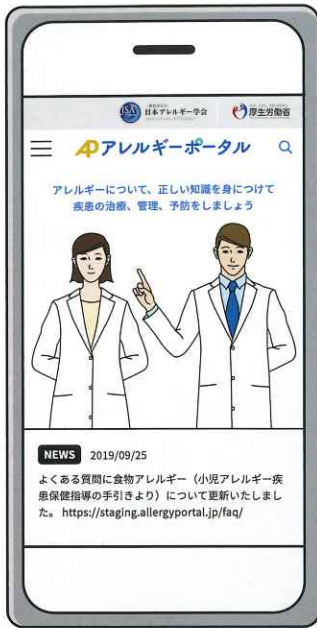 日本アレルギー学会
厚生労働省
アレルギーポータル
アレルギーについて、正しい知識を身につけて
疾患の治療、管理、予防をしましょう
NEWS 2019/09/25
よくある質問に食物アレルギー(小児アレルギー疾
患保健指導の手引きより)について更新いたしまし
た。 https://staging.allergyportal.jp/faq/